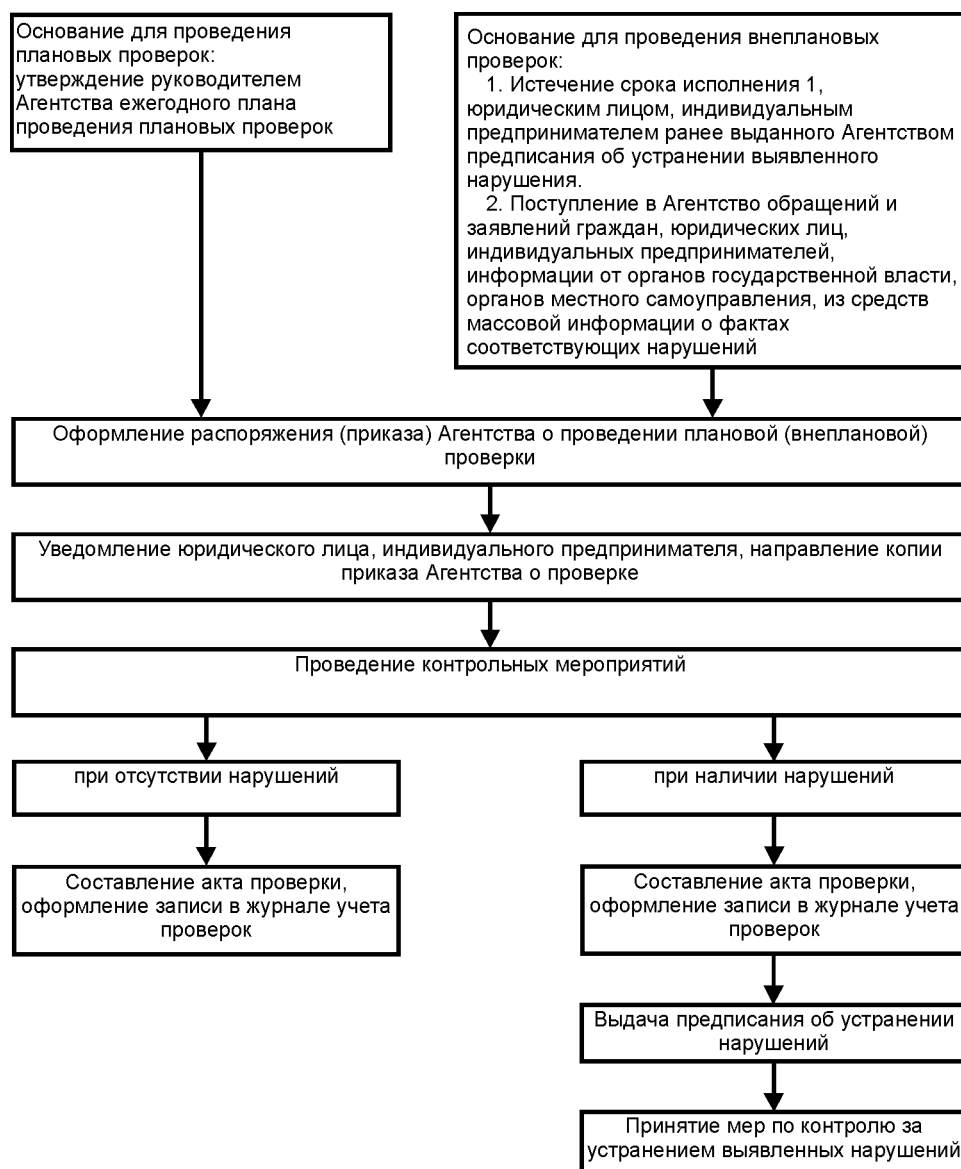 Основание для проведения
плановых проверок:
утверждение руководителем
Агентства ежегодного плана
проведения плановых проверок
Основание для проведения внеплановых
проверок:
1. Истечение срока исполнения 1,
юридическим лицом, индивидуальным
предпринимателем ранее выданного Агентством
предписания об устранении выявленного
нарушения.
2. Поступление в Агентство обращений и
заявлений граждан, юридических лиц,
индивидуальных предпринимателей,
информации от органов государственной власти,
органов местного самоуправления, из средств
массовой информации о фактах
соответствующих нарушений
Оформление распоряжения (приказа) Агентства о проведении плановой (внеплановой)
проверки
Уведомление юридического лица, индивидуального предпринимателя, направление копии
приказа Агентства о проверке
Проведение контрольных мероприятий
при отсутствии нарушений
при наличии нарушений
Составление акта проверки,
оформление записи в журнале учета
проверок
Составление акта проверки,
оформление записи в журнале учета
проверок
Выдача предписания об устранении
нарушений
Принятие мер по контролю за
устранением выявленных нарушений